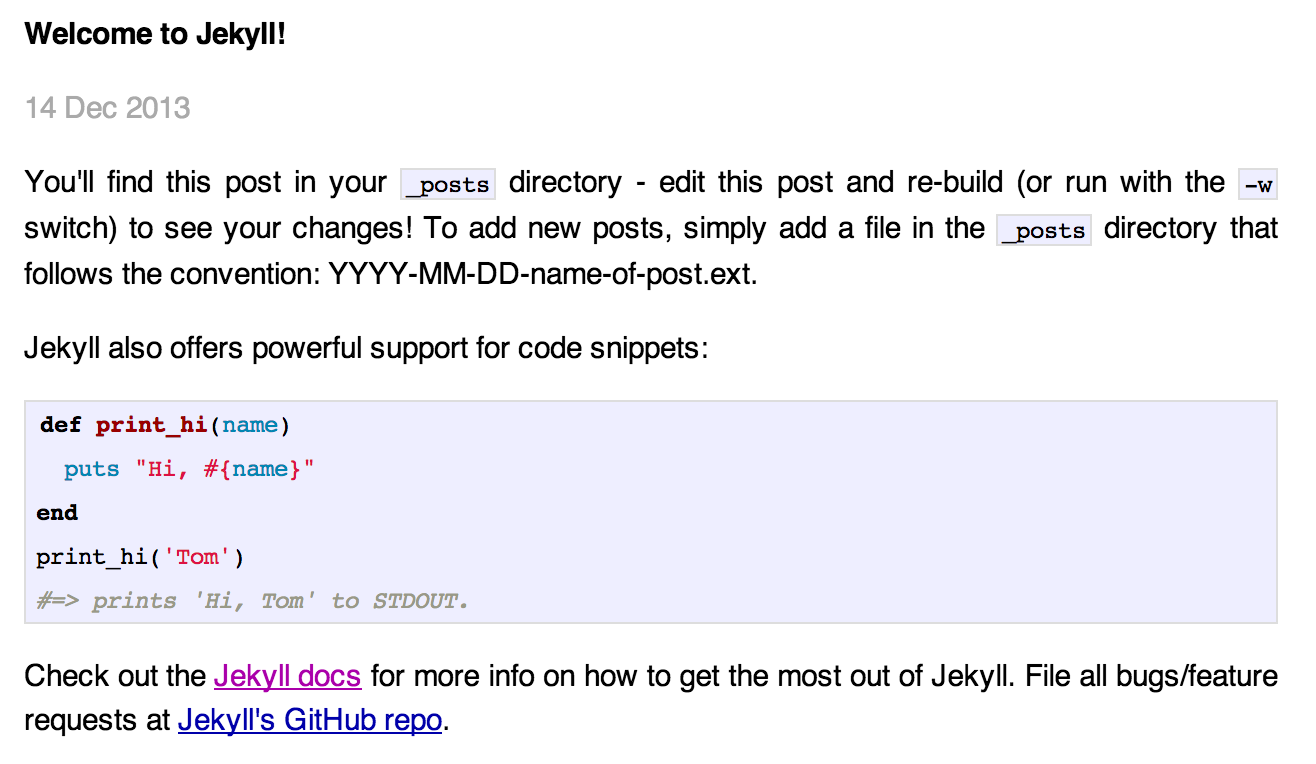 Welcome to Jekyll!
14 Dec 2013
You'll find this post in your _posts directory - edit this post and re-build (or run with the -w
switch) to see your changes! To add new posts, simply add a file in the _posts directory that
follows the convention: YYYY-MM-DD-name-of-post.ext.
Jekyll also offers powerful support for code snippets:
def print_hi(name)
  puts "Hi, #{name}"
end
print_hi('Tom')
#=> prints 'Hi, Tom' to STDOUT.
Check out the Jekyll docs for more info on how to get the most out of Jekyll. File all bugs/feature
requests at Jekyll's GitHub repo.